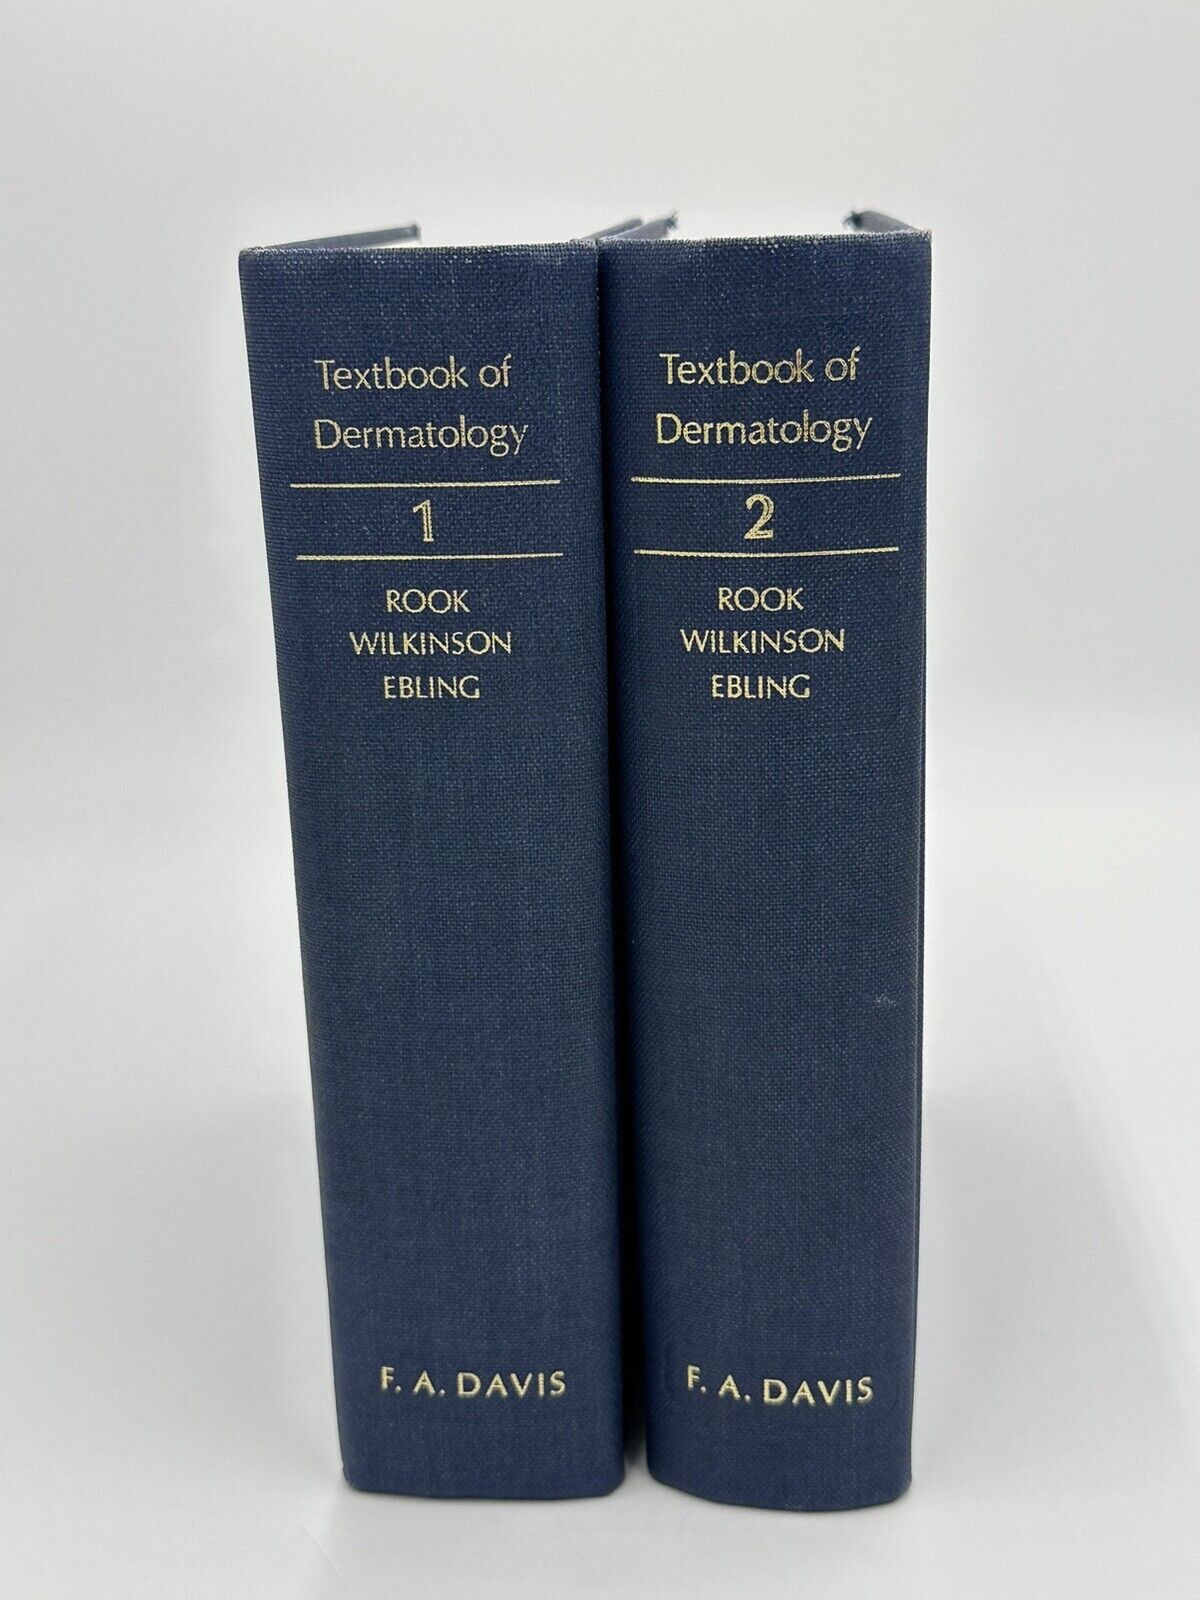 Textbook of
Dermatology
1
ROOK
WILKINSON
EBLING
F. A. DAVIS
Textbook of
Dermatology
2
ROOK
WILKINSON
EBLING
F. A. DAVIS